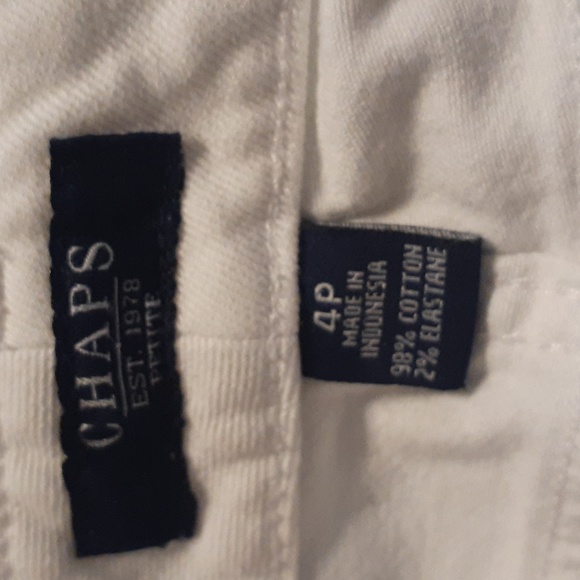 CHAPS
EST. 1978
PETITE
4P
MADE IN
INDONESIA
98% COTTON
2% ELASTANE